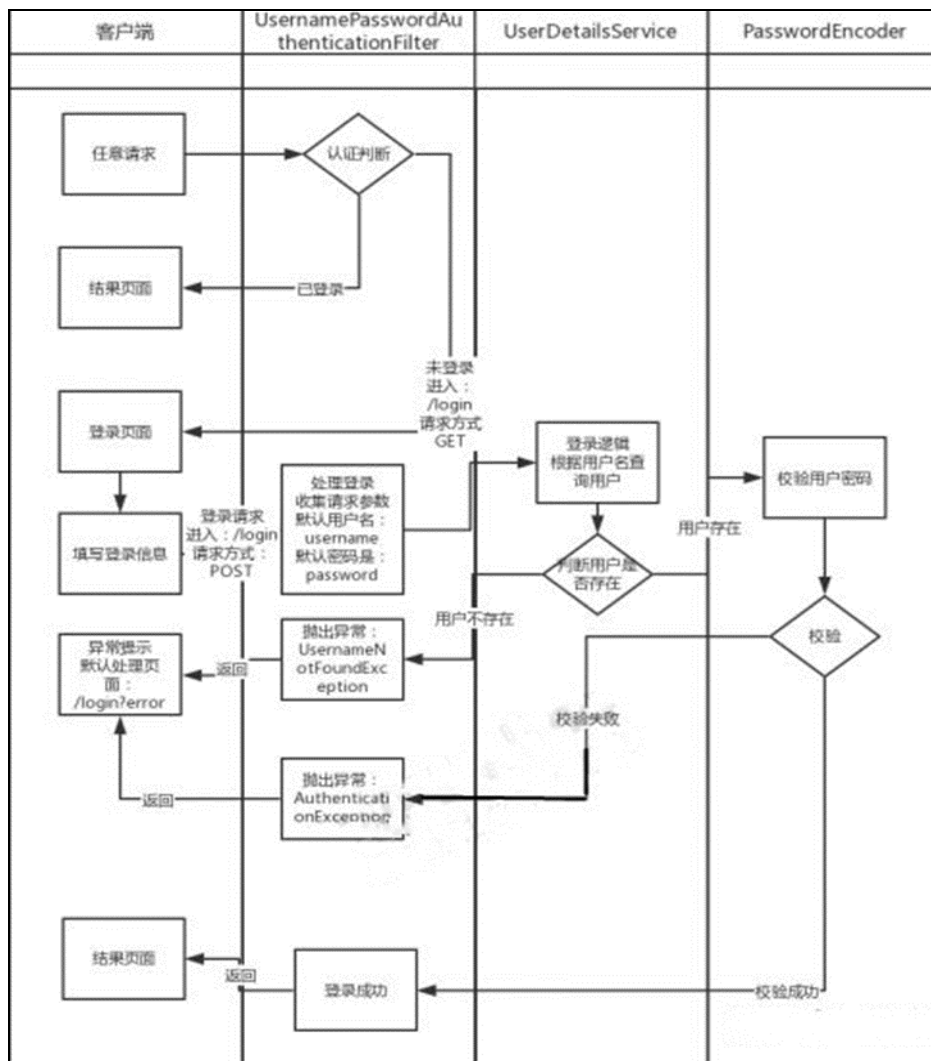 客户端
UsernamePasswordAu
thenticationFilter
UserDetailsService
PasswordEncoder
任意请求
认证判断
结果页面
已登录
未登录
进入：
/login
请求方式
GET
登录页面
登录逻辑
根据用户名查
询用户
校验用户密码
处理登录
收集请求参数
默认用户名：
username
默认密码是：
password
登录请求
进入：/login
请求方式：
POST
填写登录信息
用户存在
判断用户是
否存在
用户不存在
抛出异常：
UsernameN
otFoundExc
eption
返回
异常提示
默认处理页
面：
/login?error
校验
校验失败
抛出异常：
Authenticati
onException
返回
结果页面
返回
登录成功
校验成功